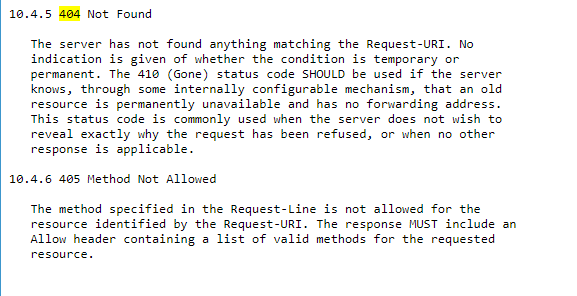 10.4.5 404 Not Found
The server has not found anything matching the Request-URI. No
indication is given of whether the condition is temporary or
permanent. The 410 (Gone) status code SHOULD be used if the server
knows, through some internally configurable mechanism, that an old
resource is permanently unavailable and has no forwarding address.
This status code is commonly used when the server does not wish to
reveal exactly why the request has been refused, or when no other
response is applicable.
10.4.6 405 Method Not Allowed
The method specified in the Request-Line is not allowed for the
resource identified by the Request-URI. The response MUST include an
Allow header containing a list of valid methods for the requested
resource.